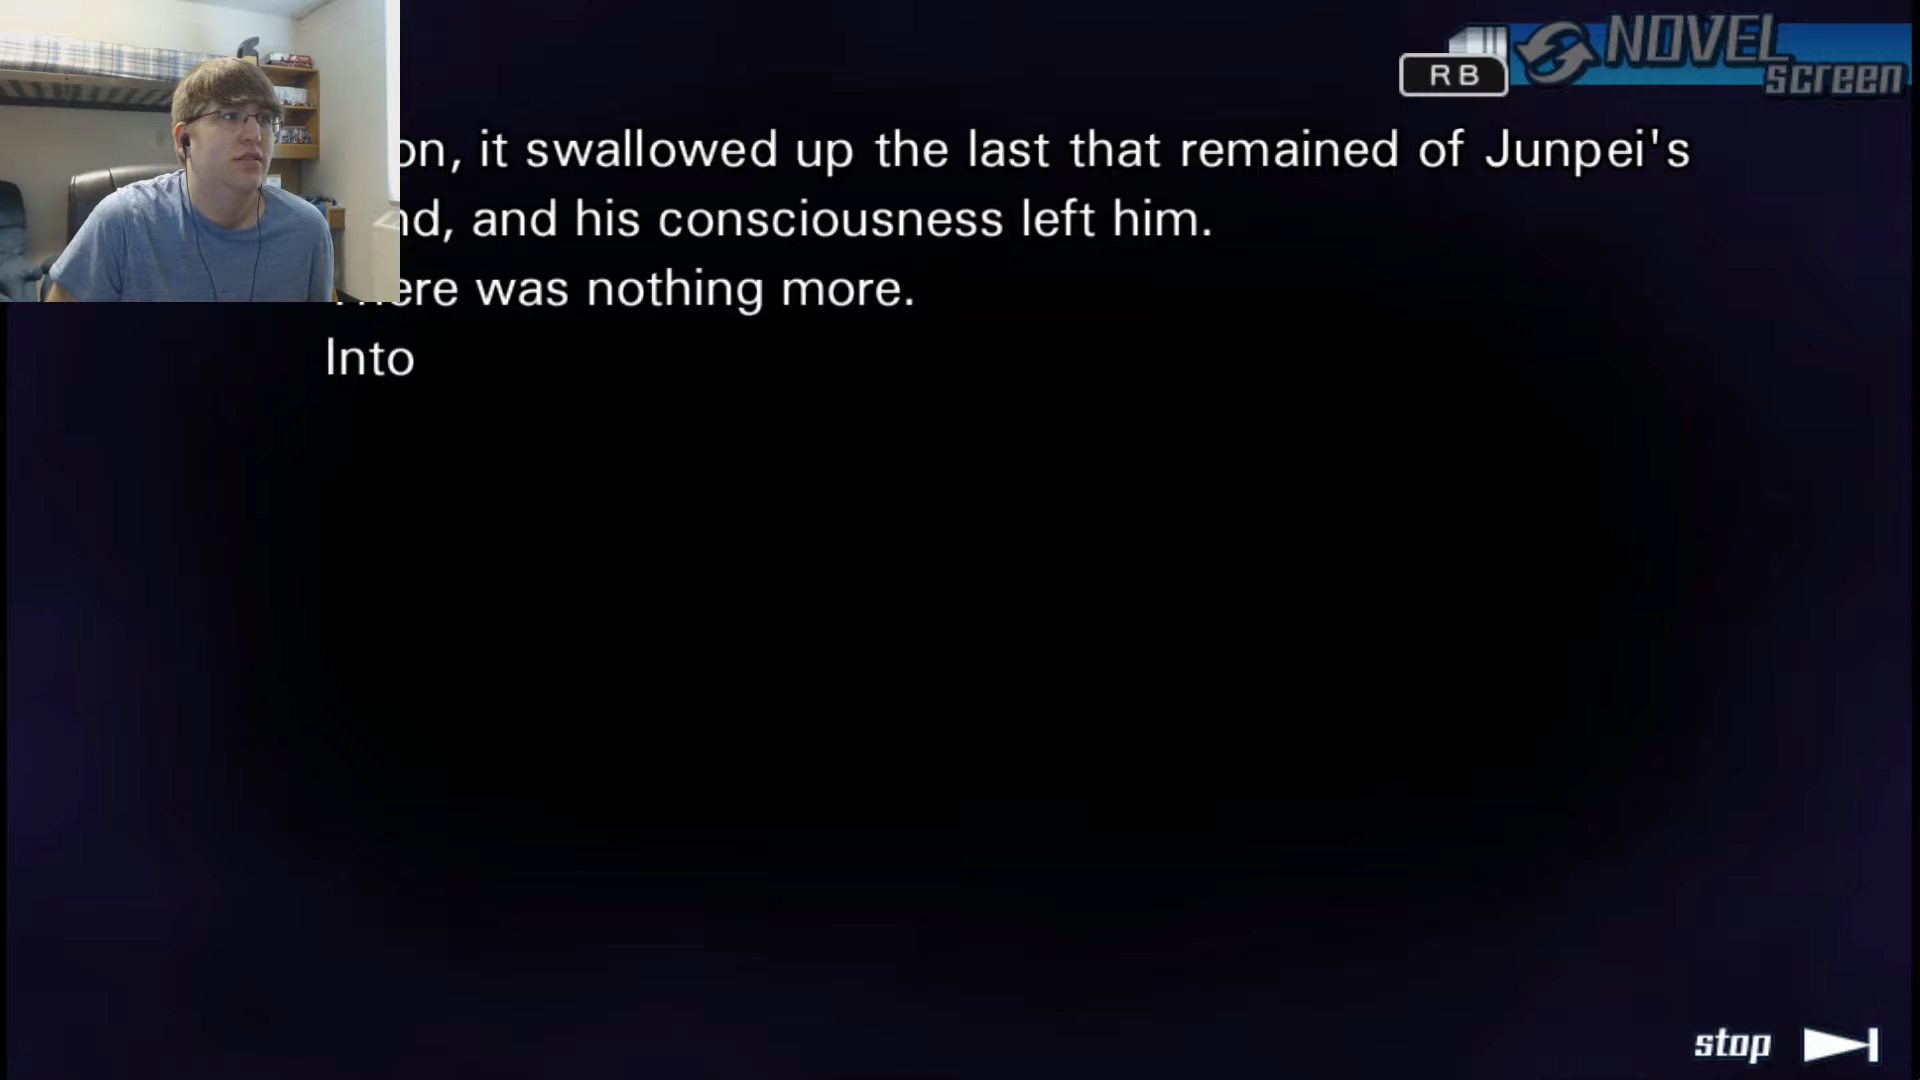 RB NOVEL
screen
on, it swallowed up the last that remained of Junpei's
nd, and his consciousness left him.
There was nothing more.
Into
stop